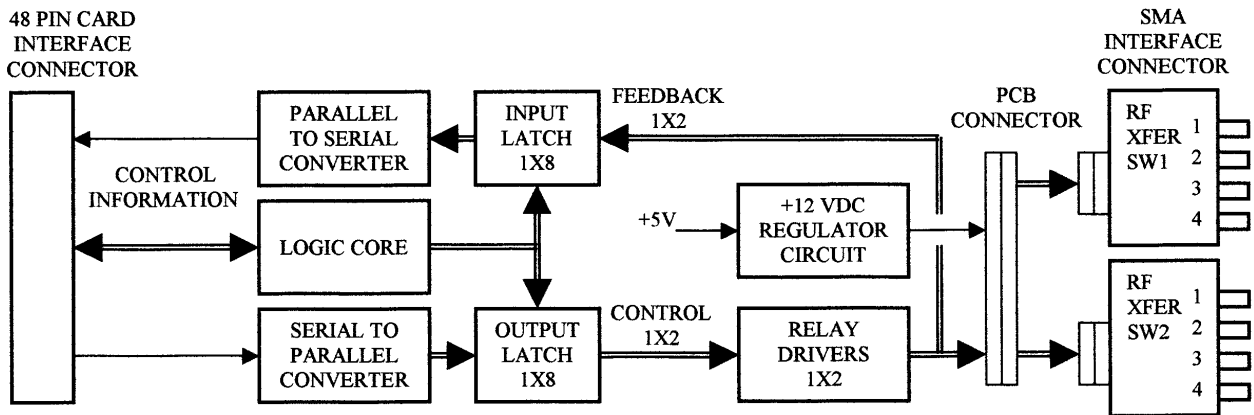 48 PIN CARD
INTERFACE
CONNECTOR
SMA
INTERFACE
CONNECTOR
PARALLEL
TO SERIAL
CONVERTER
INPUT
LATCH
1X8
FEEDBACK
1X2
PCB
CONNECTOR
RF
XFER
SW1
1
2
3
4
CONTROL
INFORMATION
LOGIC CORE
+5V
+12 VDC
REGULATOR
CIRCUIT
SERIAL TO
PARALLEL
CONVERTER
OUTPUT
LATCH
1X8
CONTROL
1X2
RELAY
DRIVERS
1X2
RF
XFER
SW2
1
2
3
4